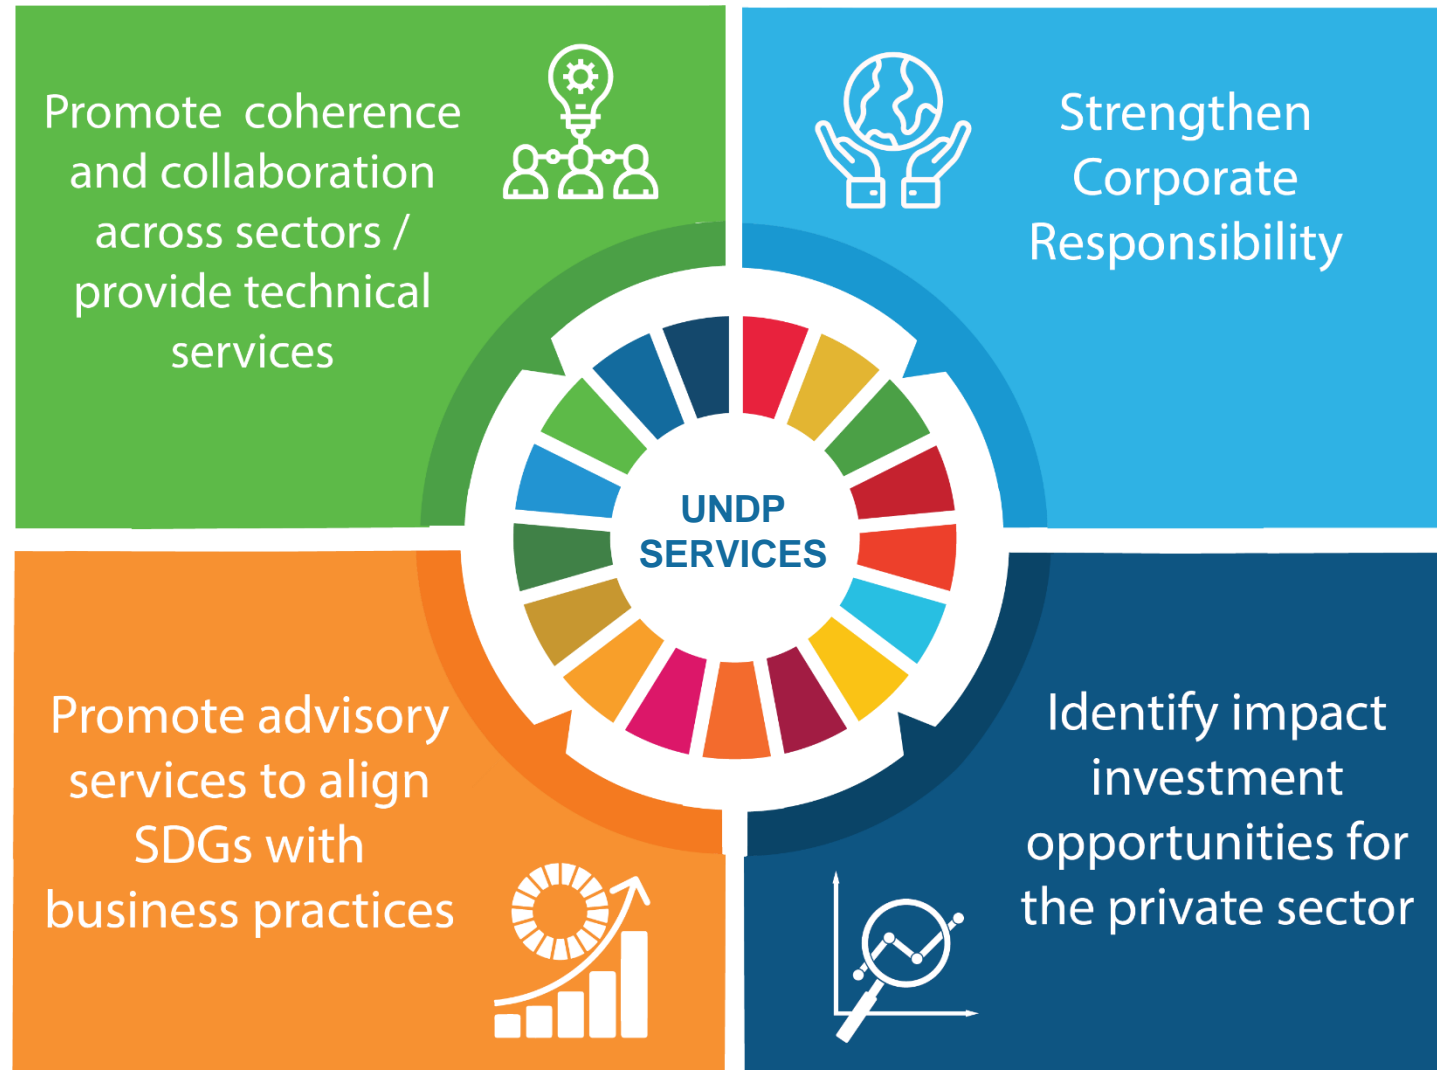 Promote coherence
and collaboration
across sectors /
provide technical
services
Strengthen
Corporate
Responsibility
UNDP
SERVICES
Promote advisory
services to align
SDGs with
business practices
Identify impact
investment
opportunities for
the private sector